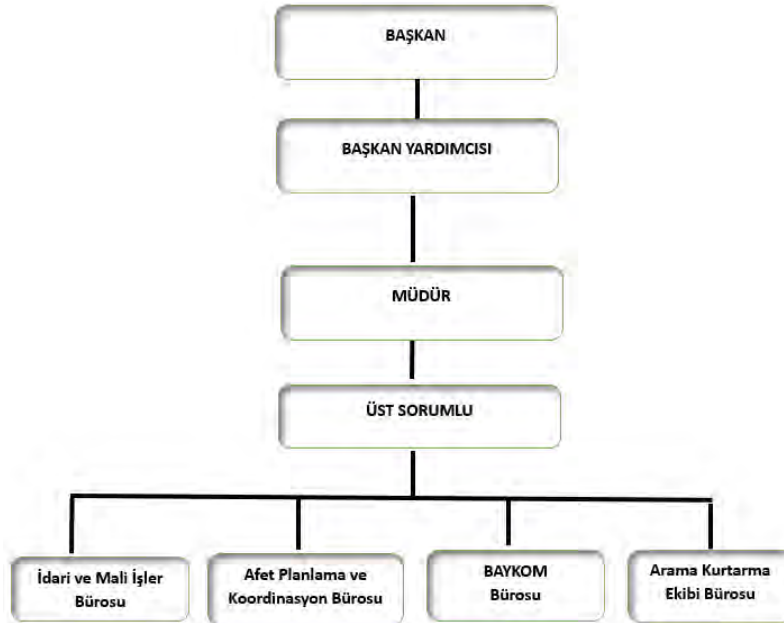 BAŞKAN
BAŞKAN YARDIMCISI
MÜDÜR
ÜST SORUMLU
İdari ve Mali İşler
Bürosu
Afet Planlama ve
Koordinasyon Bürosu
BAYKOM
Bürosu
Arama Kurtarma
Ekibi Bürosu